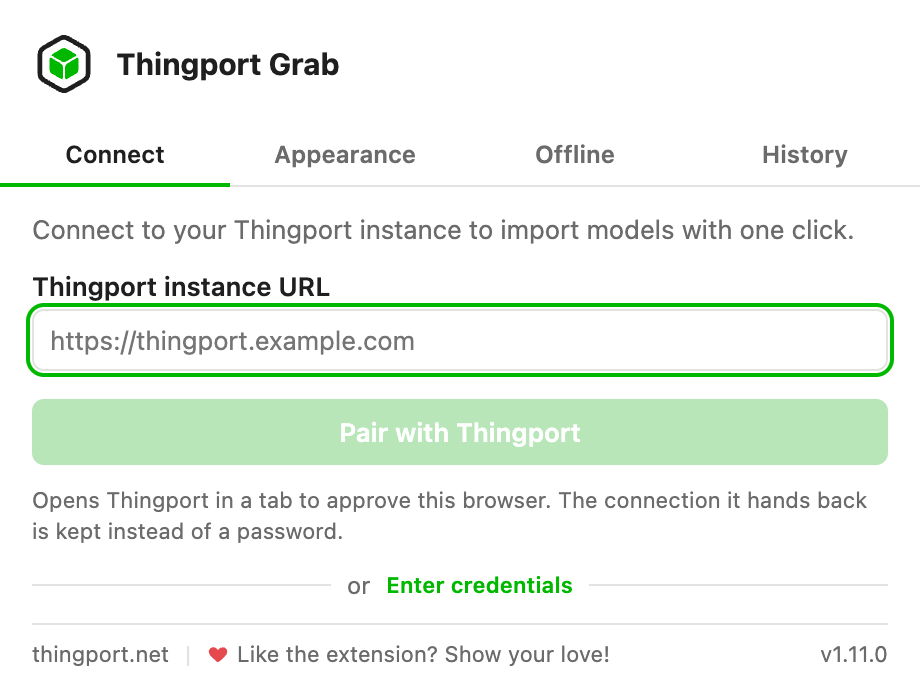 Thingport Grab
Connect
Appearance
Offline
History
Connect to your Thingport instance to import models with one click.
Thingport instance URL
https://thingport.example.com
Pair with Thingport
Opens Thingport in a tab to approve this browser. The connection it hands back
is kept instead of a password.
or Enter credentials
thingport.net | ❤ Like the extension? Show your love! v1.11.0